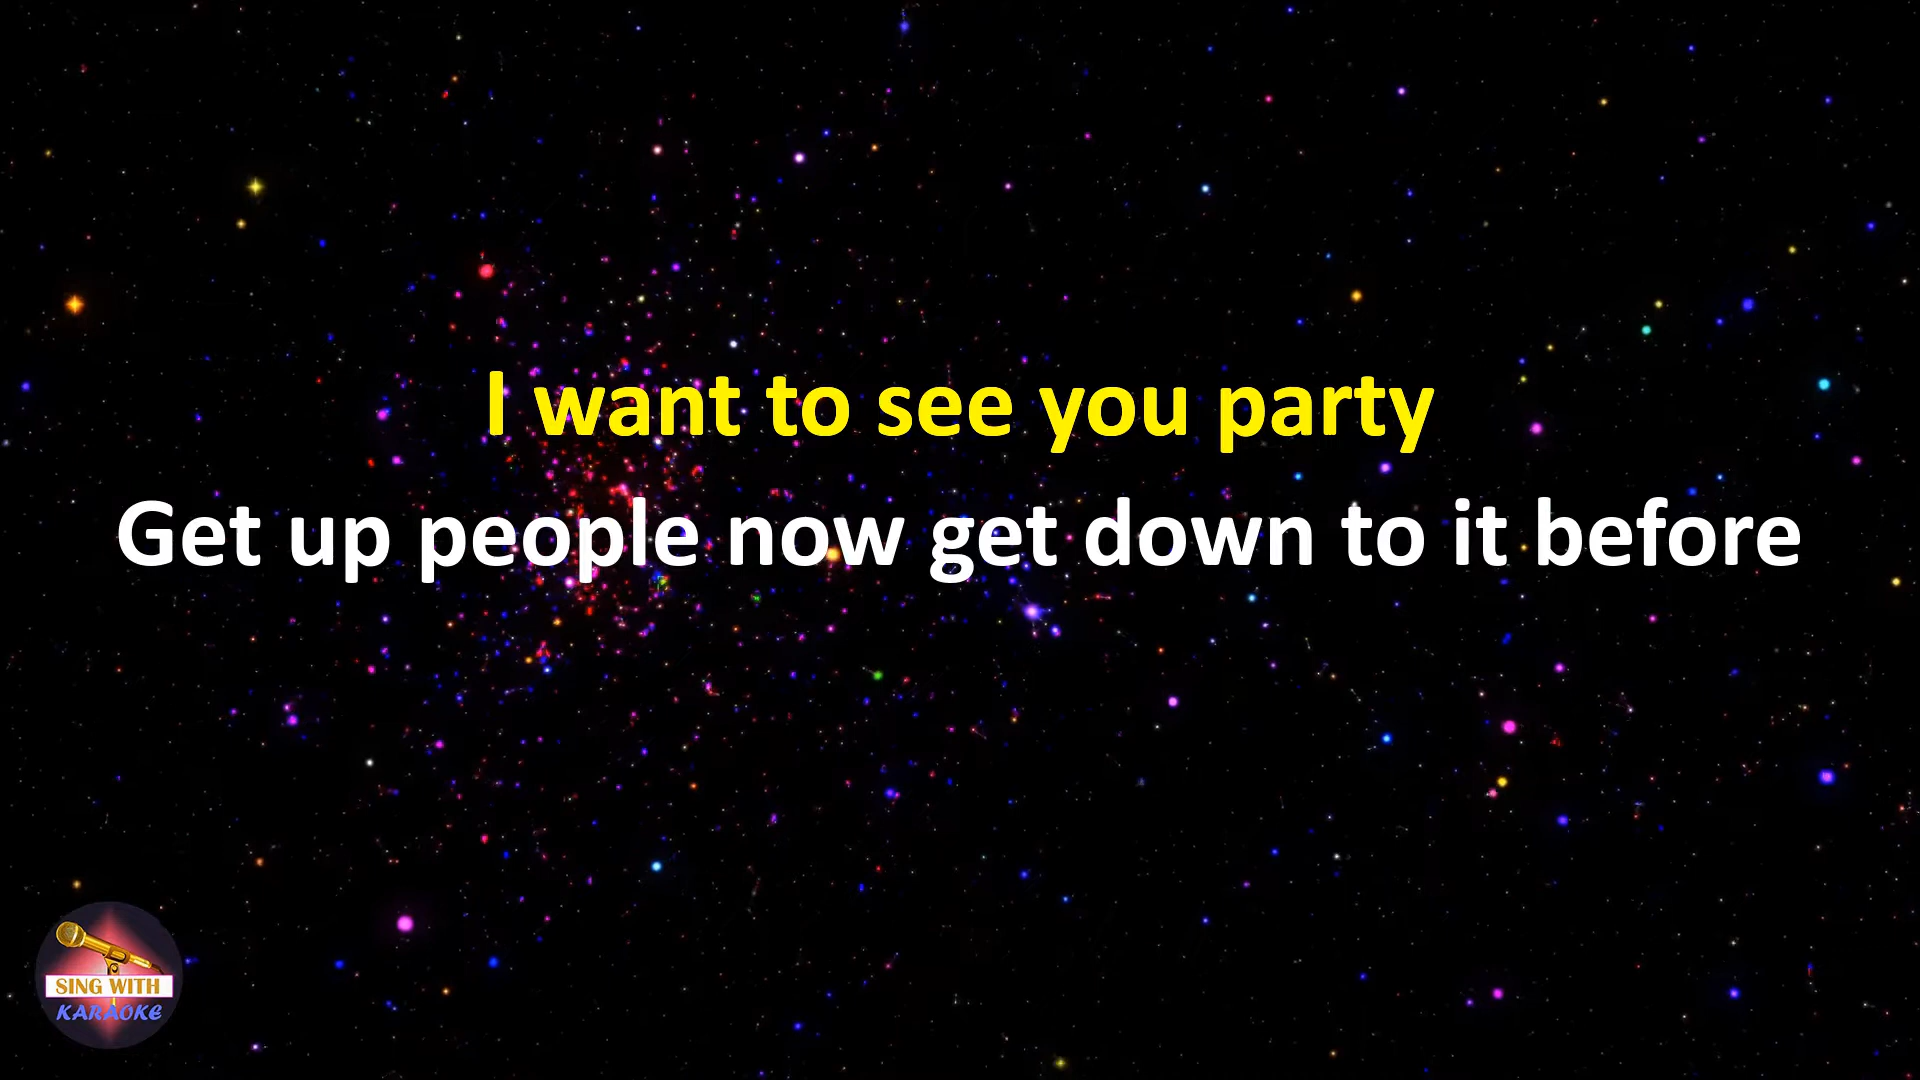 I want to see you party
Get up people now get down to it before
SING WITH
KARAOKE